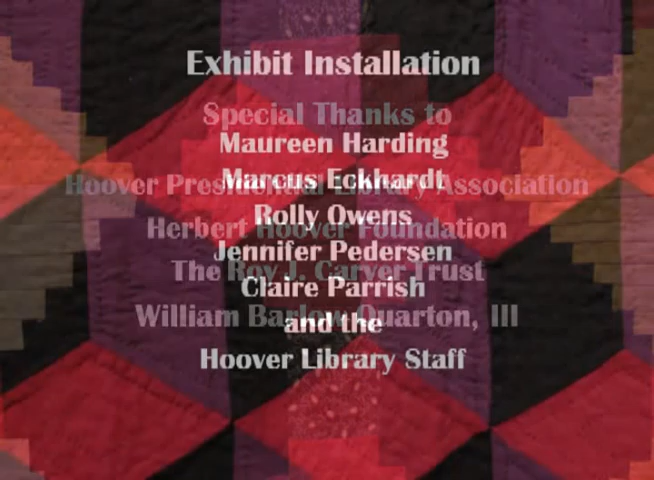 Exhibit Installation
Special Thanks to
Maureen Harding
Marcus Eckhardt
Hoover Presidential Library Association
Rolly Owens
Herbert Hoover Foundation
Jennifer Pedersen
The Roy J. Carver Trust
Claire Parrish
William Barlow Quarton, III
and the
Hoover Library Staff